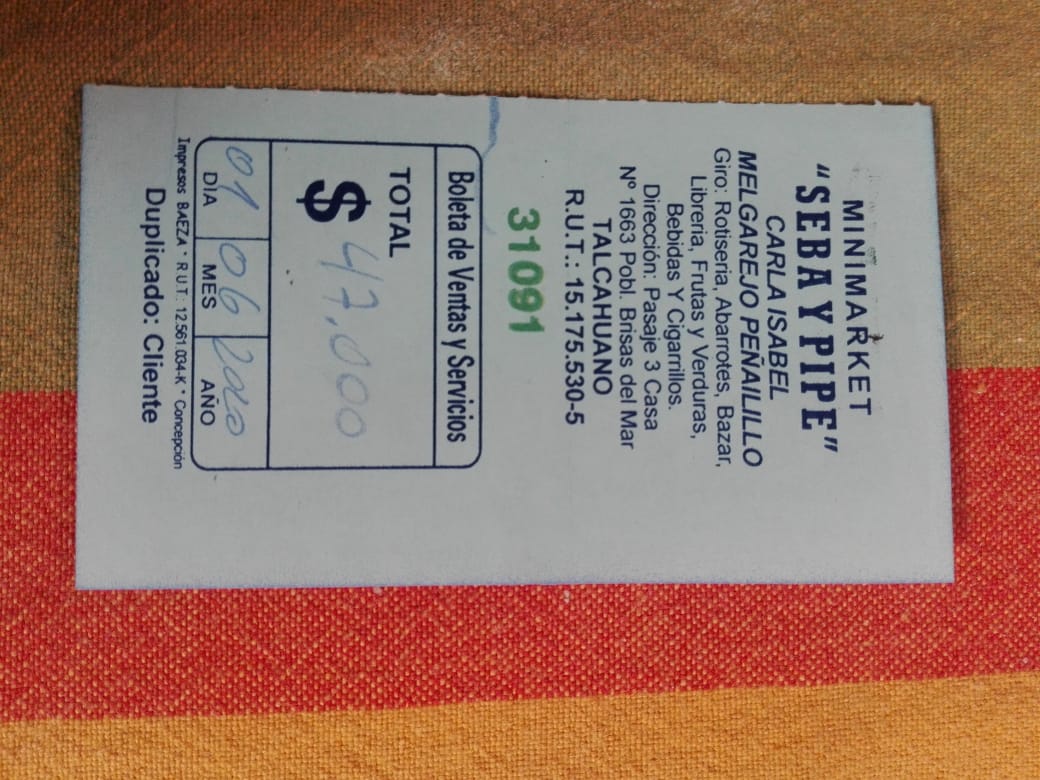 MINIMARKET
"SEBA Y PIPE"
CARLA ISABEL
MELGAREJO PEÑAILILLO
Giro: Rotiseria, Abarrotes, Bazar,
Libreria, Frutas y Verduras,
Bebidas Y Cigarrillos.
Dirección: Pasaje 3 Casa
Nº 1663 Pobl. Brisas del Mar
TALCAHUANO
R.U.T.: 15.175.530-5
31091
Boleta de Ventas y Servicios
TOTAL
$ 47,000
01 06 2020
DIA MES AÑO
Impresos BAEZA * R.U.T.: 12.561.034-K * Concepción
Duplicado: Cliente